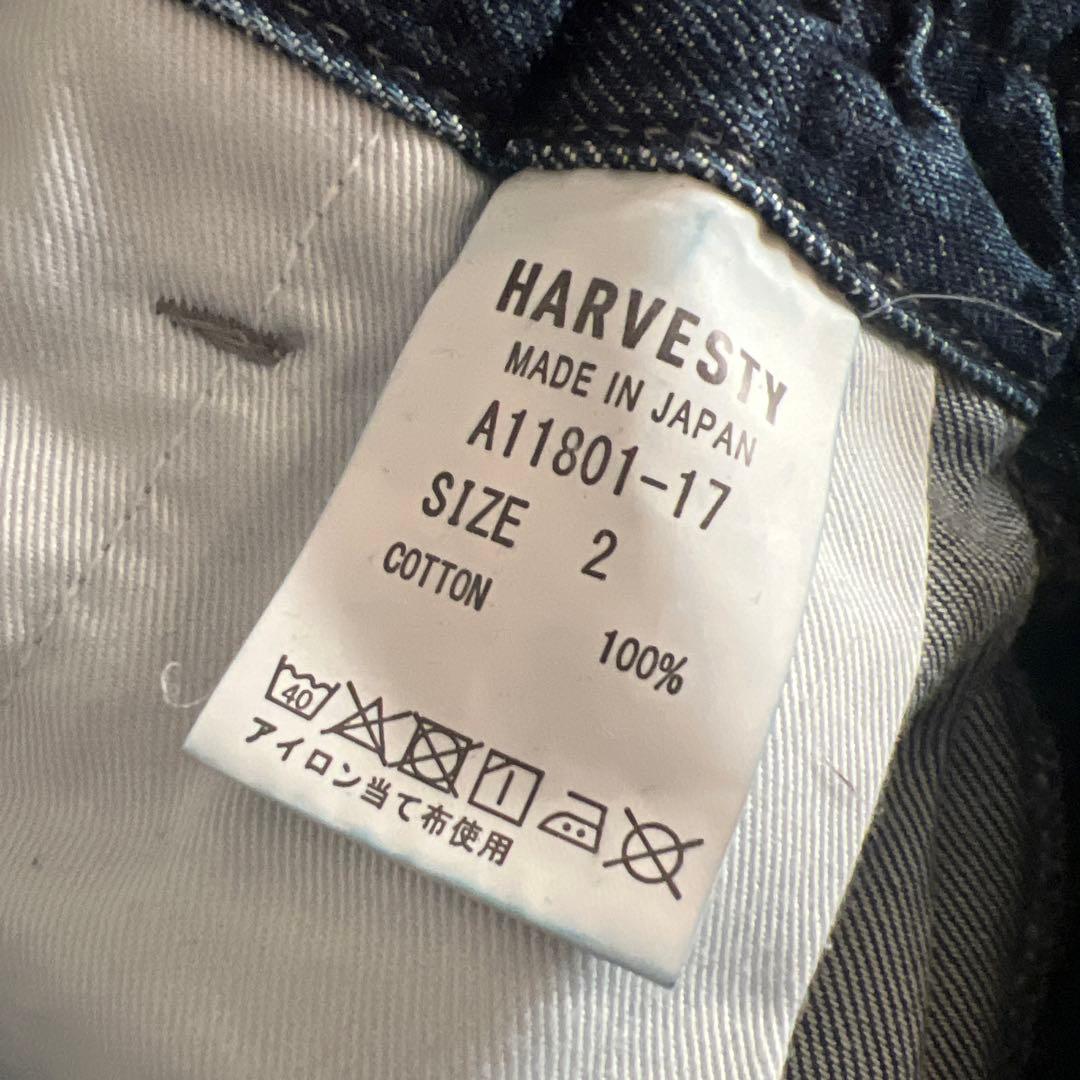 HARVESTY
MADE IN JAPAN
A11801-17
SIZE 2
COTTON 100%
40
アイロン当て布使用